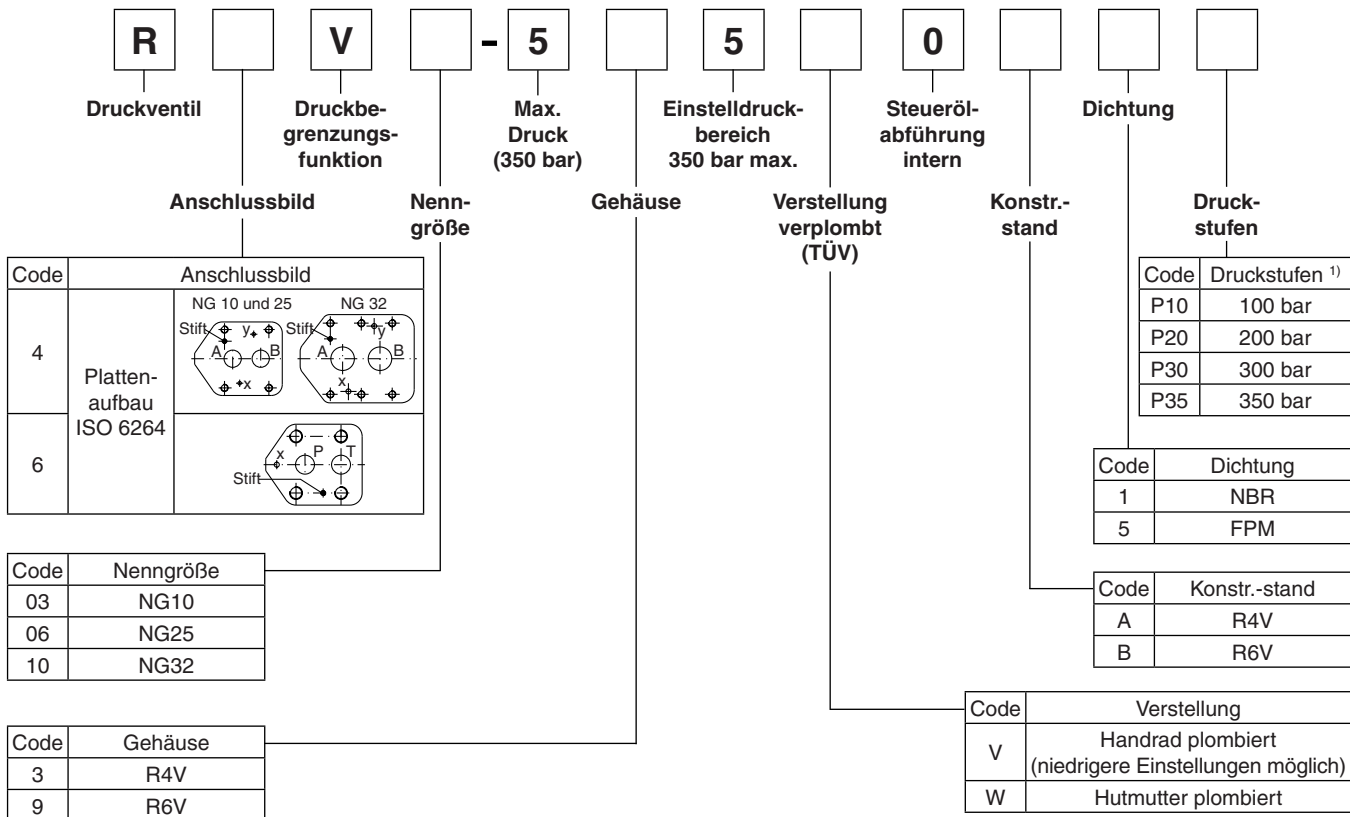 R V - 5 5 0
Druckventil
Druckbe-
grenzungs-
funktion
Max.
Druck
(350 bar)
Einstelldruck-
bereich
350 bar max.
Steueröl-
abführung
intern
Dichtung
Anschlussbild
Nenn-
größe
Gehäuse
Verstellung
verplombt
(TÜV)
Konstr.-
stand
Druck-
stufen
Code Anschlussbild
4
Platten-
aufbau
ISO 6264
NG 10 und 25
Stift
y
A
B
x
NG 32
Stift
y
A
B
x
6
x
P
T
Stift
Code Druckstufen 1)
P10 100 bar
P20 200 bar
P30 300 bar
P35 350 bar
Code Dichtung
1 NBR
5 FPM
Code Nenngröße
03 NG10
06 NG25
10 NG32
Code Konstr.-stand
A R4V
B R6V
Code Gehäuse
3 R4V
9 R6V
Code Verstellung
V Handrad plombiert
(niedrigere Einstellungen möglich)
W Hutmutter plombiert